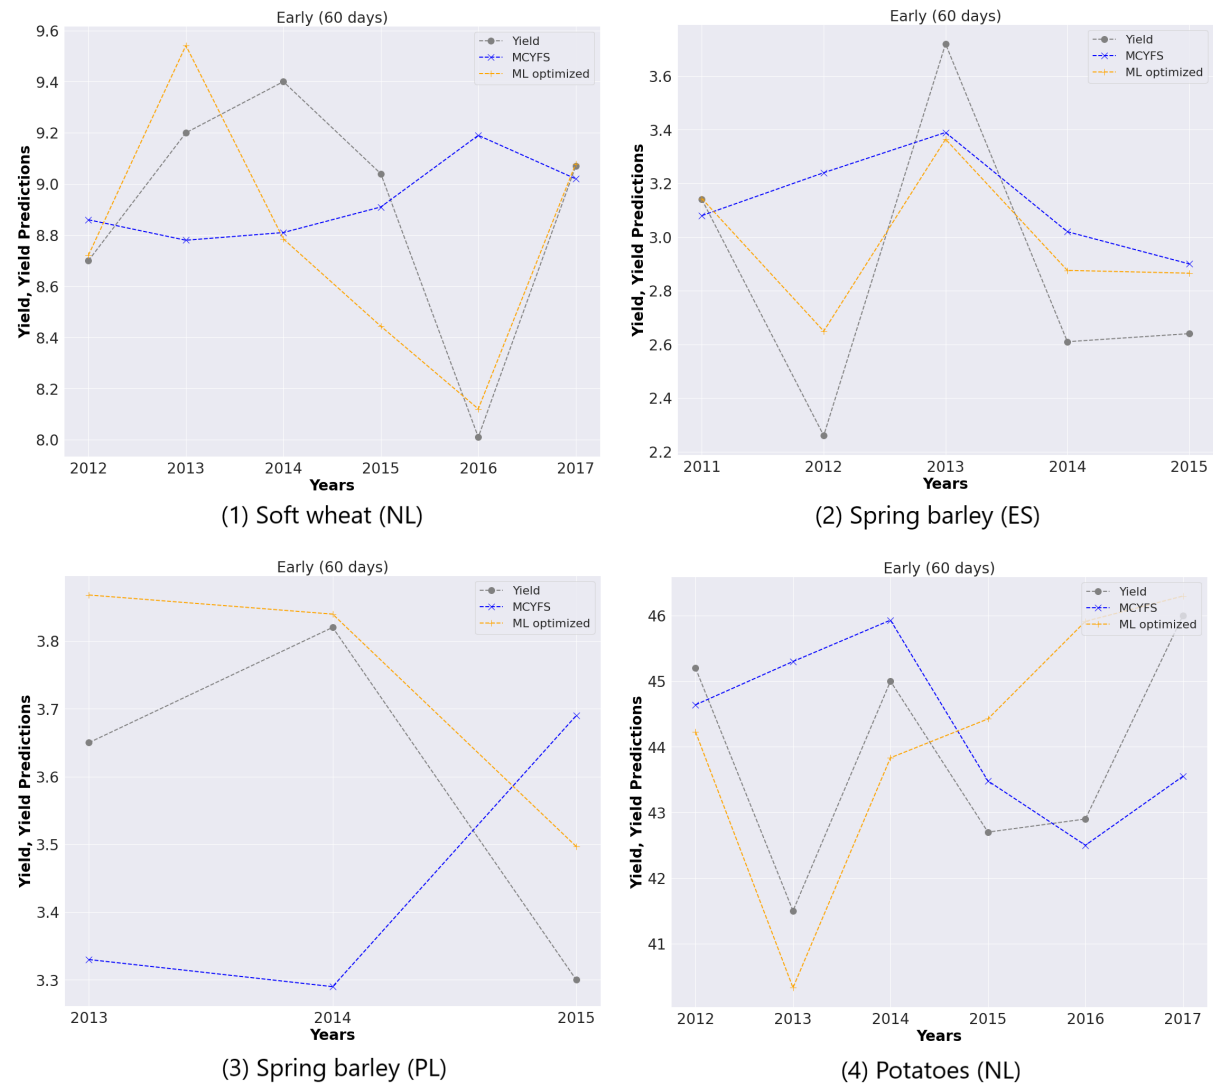 Early (60 days)
Yield
MCYFS
ML optimized
9.6
9.4
9.2
9.0
8.8
8.6
8.4
8.2
8.0
Yield, Yield Predictions
2012 2013 2014 2015 2016 2017
Years
(1) Soft wheat (NL)
Early (60 days)
Yield
MCYFS
ML optimized
3.6
3.4
3.2
3.0
2.8
2.6
2.4
2.2
Yield, Yield Predictions
2011 2012 2013 2014 2015
Years
(2) Spring barley (ES)
Early (60 days)
Yield
MCYFS
ML optimized
3.8
3.7
3.6
3.5
3.4
3.3
Yield, Yield Predictions
2013 2014 2015
Years
(3) Spring barley (PL)
Early (60 days)
Yield
MCYFS
ML optimized
46
45
44
43
42
41
Yield, Yield Predictions
2012 2013 2014 2015 2016 2017
Years
(4) Potatoes (NL)